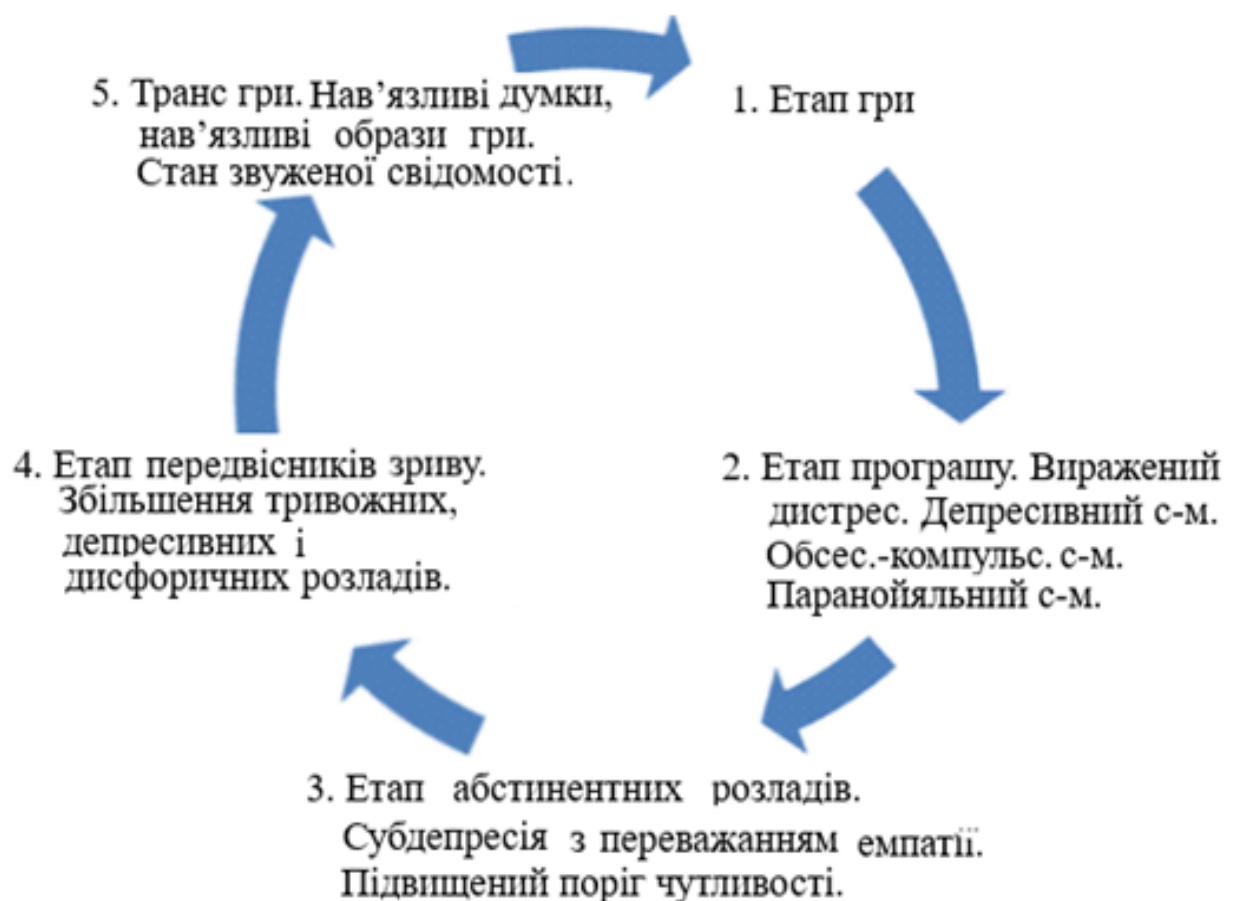 1. Етап гри
2. Етап програшу. Виражений
дистрес. Депресивний с-м.
Обсес.-компульс. с-м.
Паранойяльний с-м.
3. Етап абстинентних розладів.
Субдепресія з переважанням емпатії.
Підвищений поріг чутливості.
4. Етап передвісників зриву.
Збільшення тривожних,
депресивних і
дисфоричних розладів.
5. Транс гри. Нав’язливі думки,
нав’язливі образи гри.
Стан звуженої свідомості.